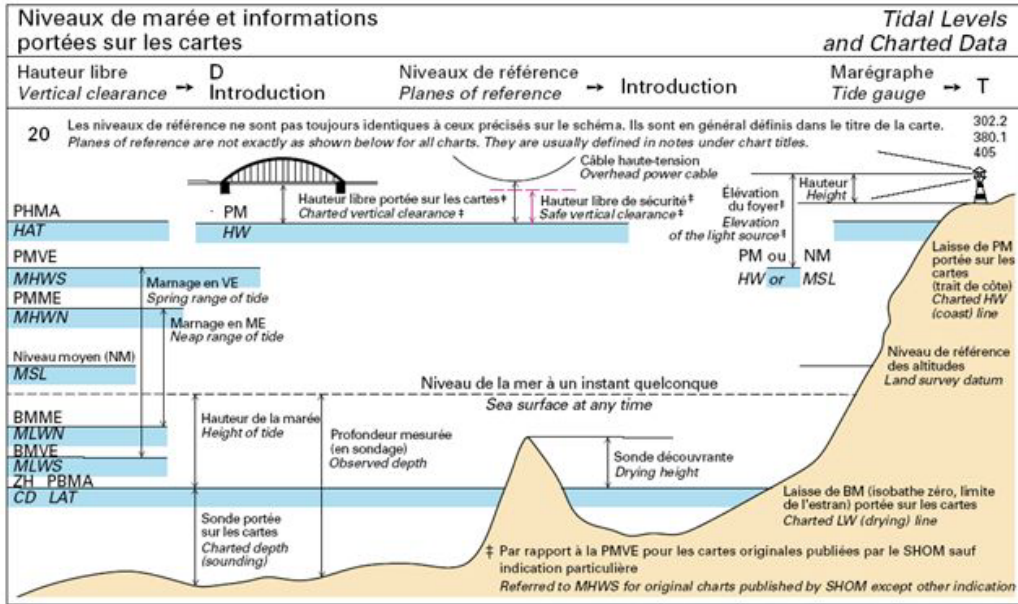 Niveaux de marée et informations
portées sur les cartes
Tidal Levels
and Charted Data
Hauteur libre
Vertical clearance
→ D
Introduction
Niveaux de référence
Planes of reference
→ Introduction
Marégraphe
Tide gauge
→ T
20
Les niveaux de référence ne sont pas toujours identiques à ceux précisés sur le schéma. Ils sont en général définis dans le titre de la carte.
Planes of reference are not exactly as shown below for all charts. They are usually defined in notes under chart titles.
302.2
380.1
405
Câble haute-tension
Overhead power cable
Hauteur libre portée sur les cartes‡
Charted vertical clearance ‡
Hauteur libre de sécurité‡
Safe vertical clearance‡
Élévation
du foyer‡
Elevation
of the light source‡
Hauteur
Height
PHMA
HAT
PM
HW
PM ou NM
HW or MSL
Laisse de PM
portée sur les
cartes
(trait de côte)
Charted HW
(coast) line
PMVE
MHWS
Marnage en VE
Spring range of tide
PMME
MHWN
Marnage en ME
Neap range of tide
Niveau moyen (NM)
MSL
Niveau de référence
des altitudes
Land survey datum
Niveau de la mer à un instant quelconque
Sea surface at any time
BMME
MLWN
BMVE
MLWS
ZH PBMA
CD LAT
Hauteur de la marée
Height of tide
Profondeur mesurée
(en sondage)
Observed depth
Sonde découvrante
Drying height
Laisse de BM (isobathe zéro, limite
de l'estran) portée sur les cartes
Charted LW (drying) line
Sonde portée
sur les cartes
Charted depth
(sounding)
‡ Par rapport à la PMVE pour les cartes originales publiées par le SHOM sauf
indication particulière
Referred to MHWS for original charts published by SHOM except other indication